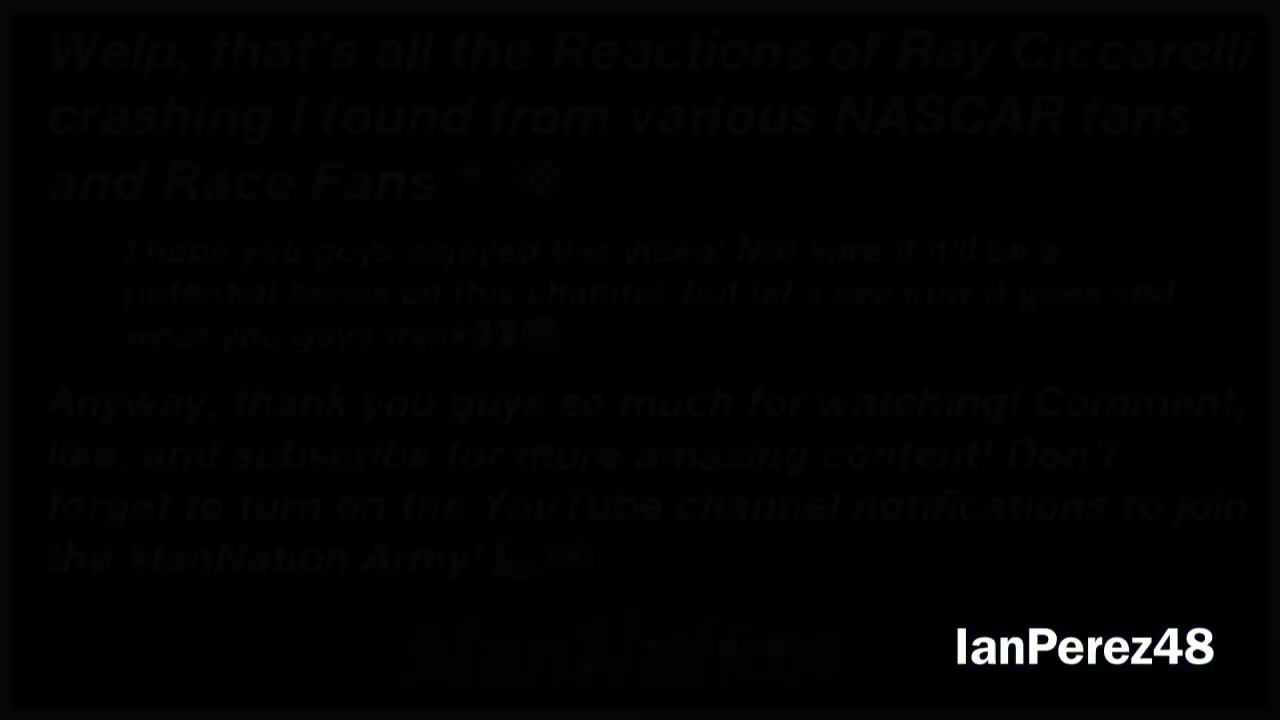 Welp, that's all the Reactions of Ray Ciccarelli
crashing I found from various NASCAR fans
and Race Fans
I hope you guys enjoyed this video! Not sure if it'll be a
potential series on this channel, but let's see how it goes and
what you guys think
Anyway, thank you guys so much for watching! Comment,
like, and subscribe for more amazing content! Don't
forget to turn on the YouTube channel notifications to join
the #IanNation Army!
IanPerez48